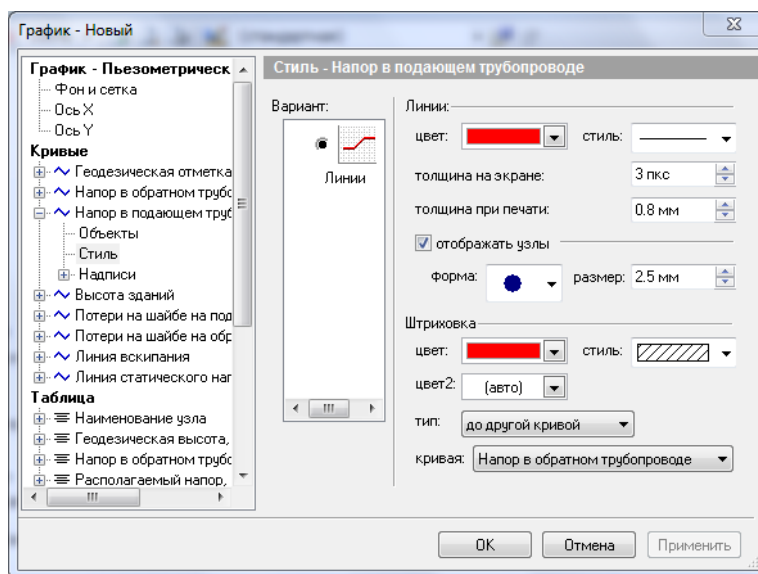 График - Новый
График - Пьезометрическ
Фон и сетка
Ось X
Ось Y
Кривые
Геодезическая отметка
Напор в обратном трубо
Напор в подающем труб
Объекты
Стиль
Надписи
Высота зданий
Потери на шайбе на под
Потери на шайбе на обр
Линия вскипания
Линия статического нап
Таблица
Наименование узла
Геодезическая высота,
Напор в обратном трубо
Располагаемый напор,
Стиль - Напор в подающем трубопроводе
Вариант:
Линии
Линии:
цвет:
стиль:
толщина на экране:
3 пкс
толщина при печати:
0.8 мм
отображать узлы
форма:
размер:
2.5 мм
Штриховка
цвет:
стиль:
цвет2:
(авто)
тип:
до другой кривой
кривая:
Напор в обратном трубопроводе
ОК
Отмена
Применить